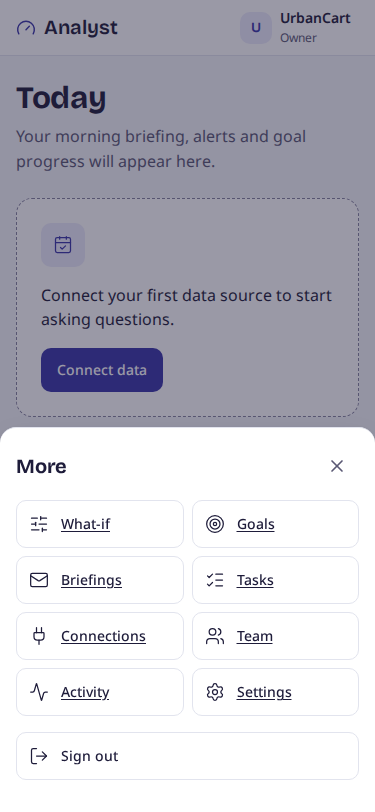 Analyst
U
UrbanCart
Owner
Today
Your morning briefing, alerts and goal
progress will appear here.
Connect your first data source to start
asking questions.
Connect data
More
What-if
Goals
Briefings
Tasks
Connections
Team
Activity
Settings
Sign out